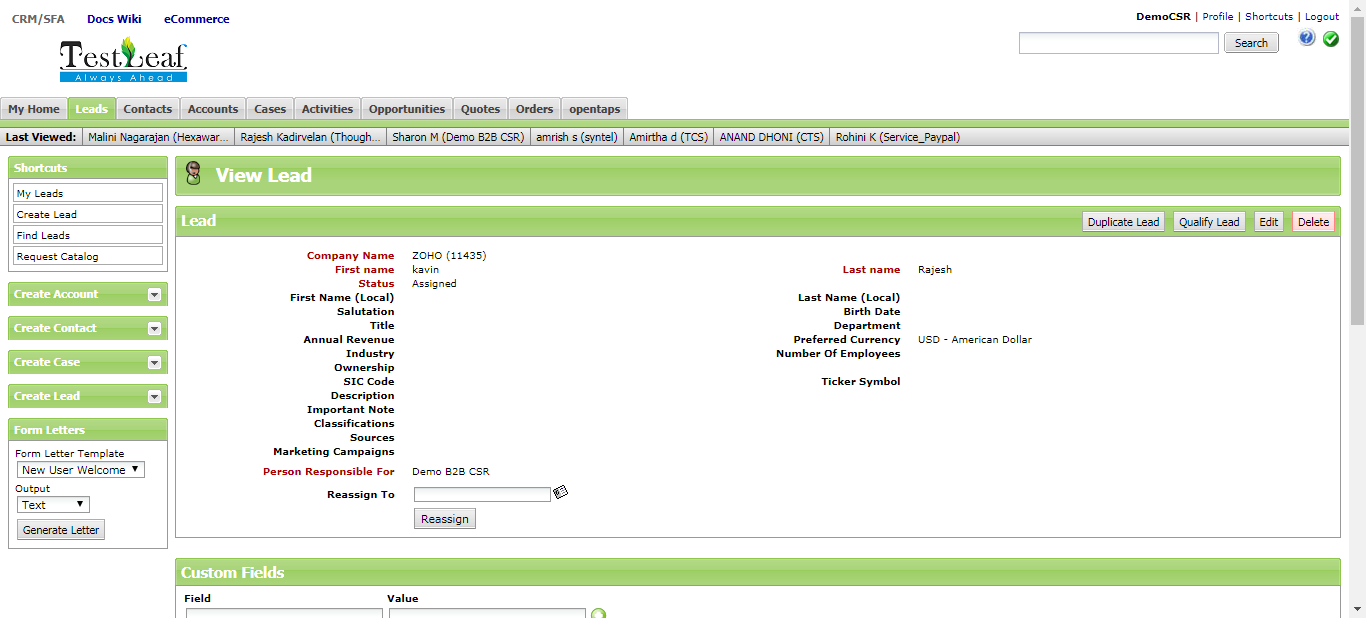 CRM/SFA Docs Wiki eCommerce
DemoCSR | Profile | Shortcuts | Logout
TestLeaf
Always Ahead
Search
My Home Leads Contacts Accounts Cases Activities Opportunities Quotes Orders opentaps
Last Viewed: Malini Nagarajan (Hexawar... Rajesh Kadirvelan (Though... Sharon M (Demo B2B CSR) amrish s (syntel) Amirtha d (TCS) ANAND DHONI (CTS) Rohini K (Service_Paypal)
Shortcuts
My Leads
Create Lead
Find Leads
Request Catalog
Create Account
Create Contact
Create Case
Create Lead
Form Letters
Form Letter Template
New User Welcome
Output
Text
Generate Letter
View Lead
Lead
Duplicate Lead Qualify Lead Edit Delete
Company Name ZOHO (11435)
First name kavin Last name Rajesh
Status Assigned
First Name (Local) Last Name (Local)
Salutation Birth Date
Title Department
Annual Revenue Preferred Currency USD - American Dollar
Industry Number Of Employees
Ownership
SIC Code Ticker Symbol
Description
Important Note
Classifications
Sources
Marketing Campaigns
Person Responsible For Demo B2B CSR
Reassign To
Reassign
Custom Fields
Field Value